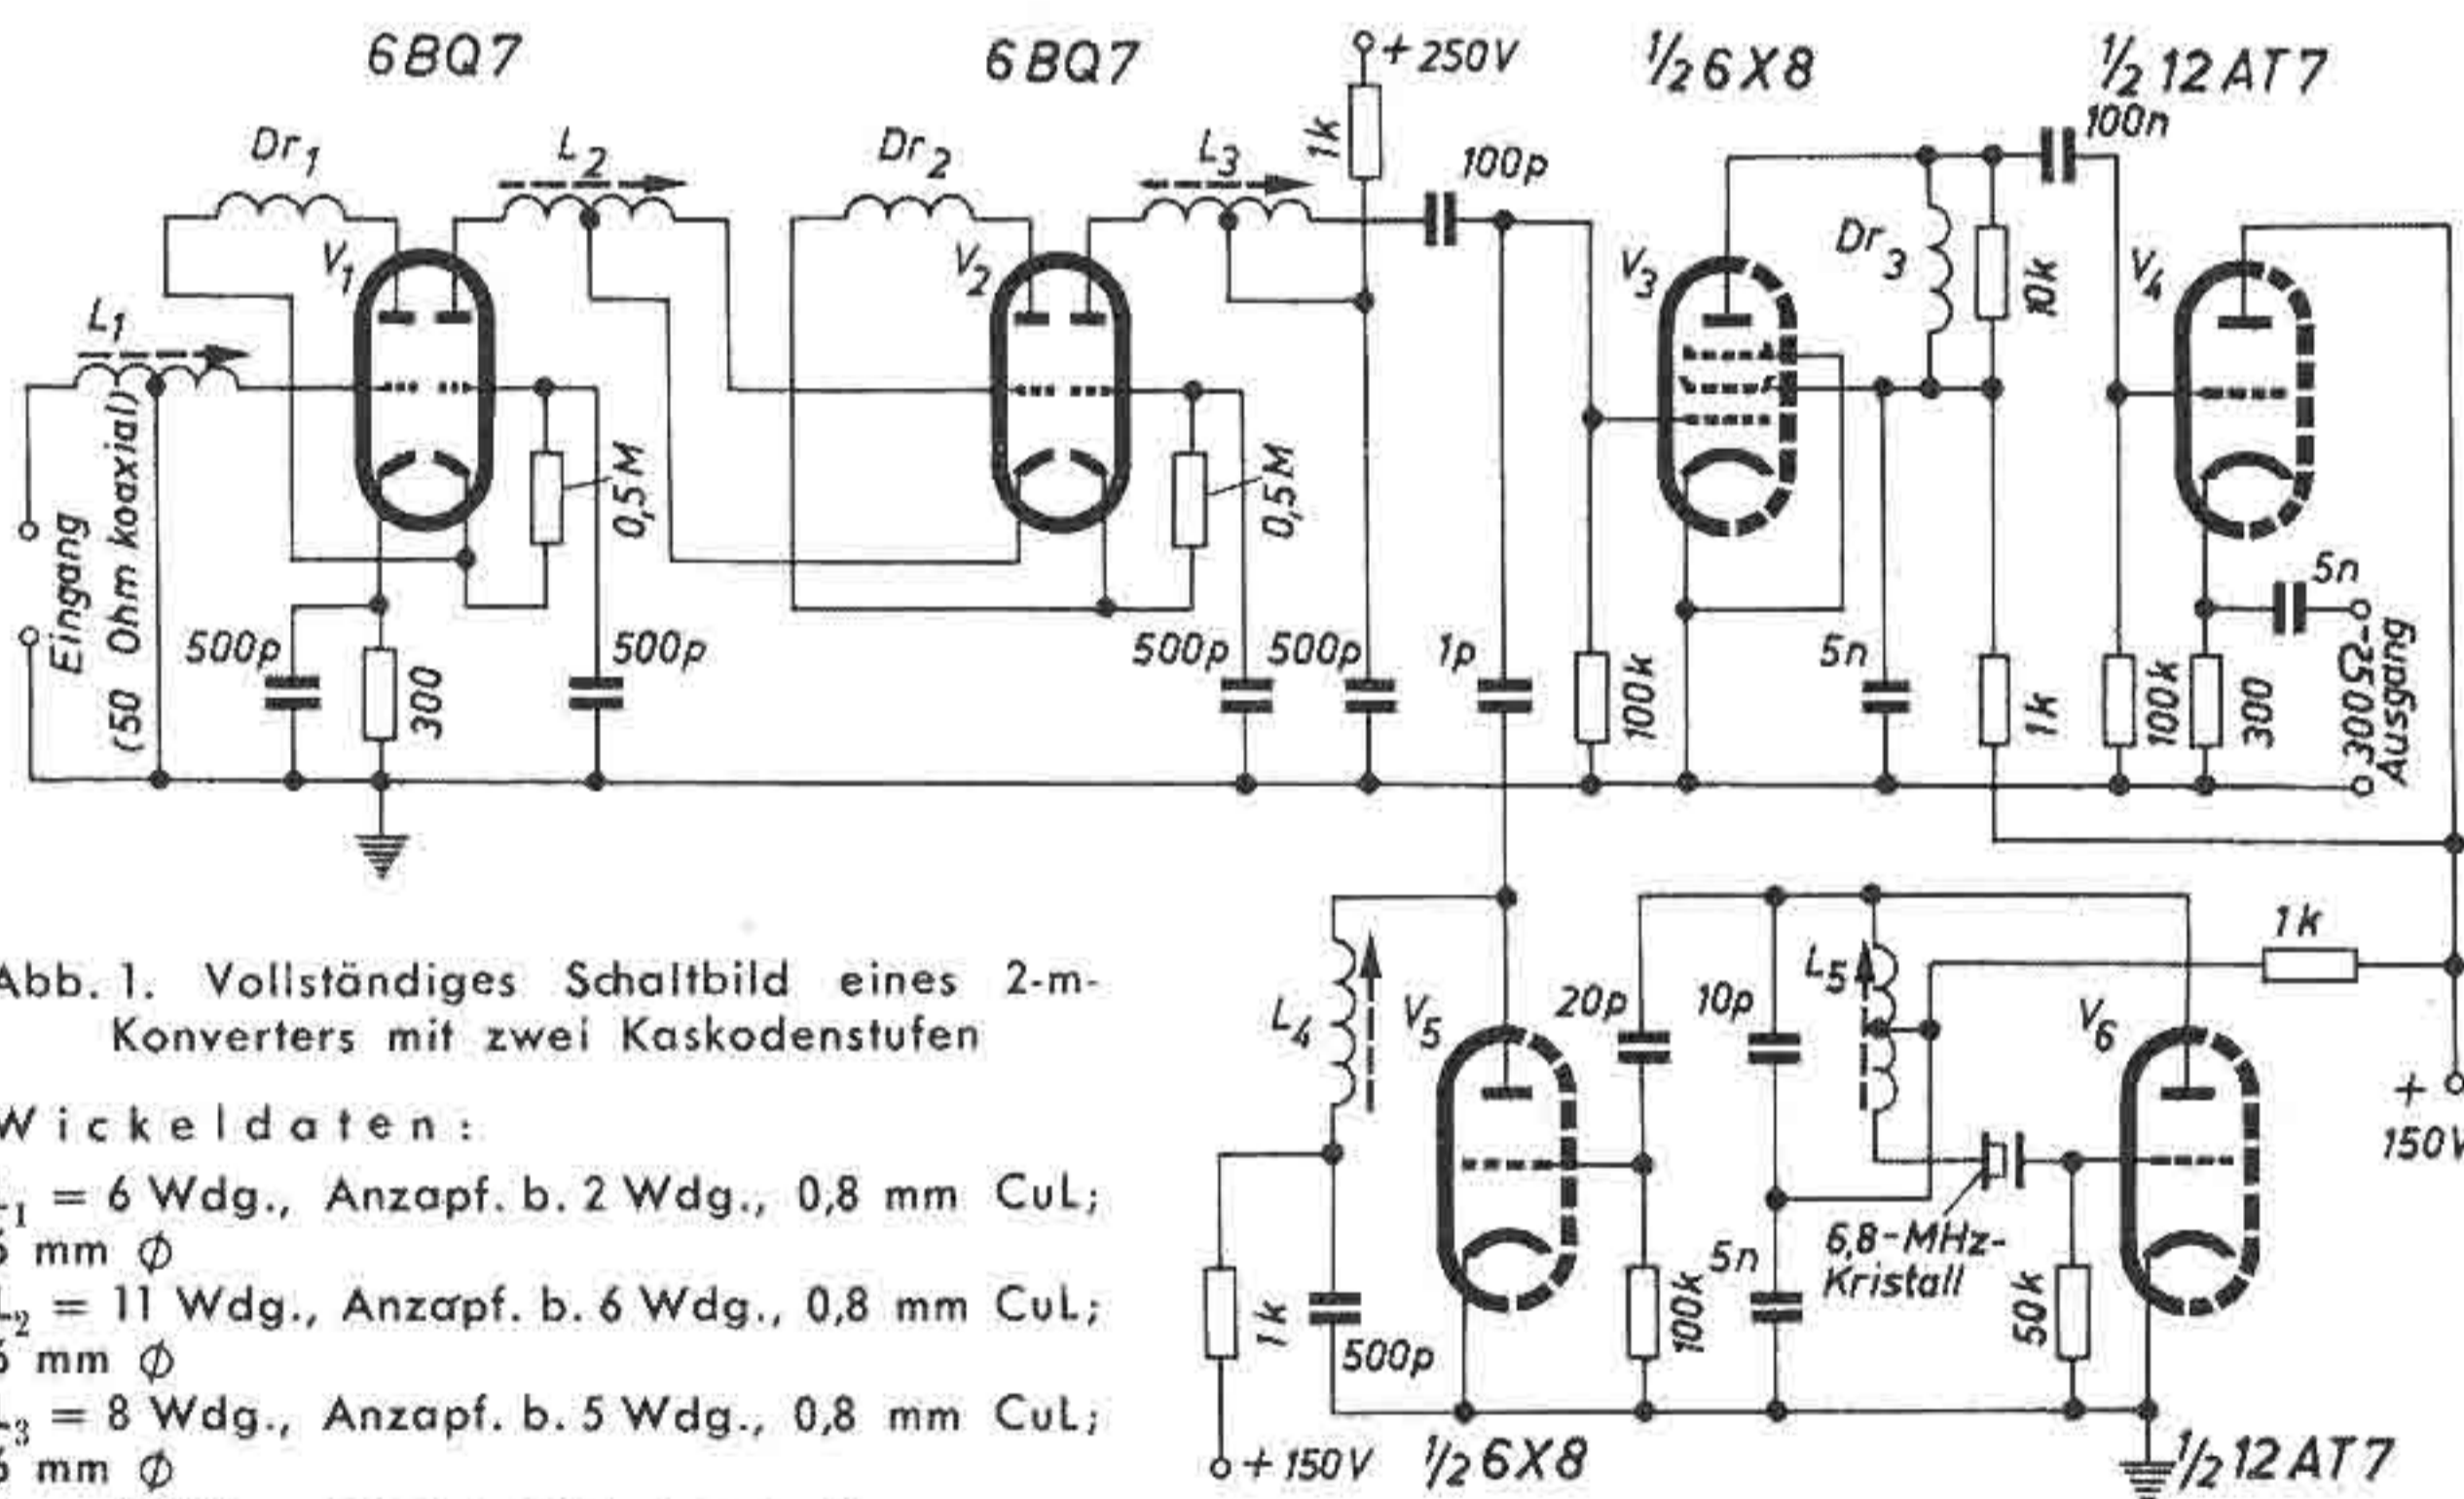 6BQ7
6BQ7
+250V
½ 6X8
½ 12AT7
Dr1
L2
Dr2
L3
1k
100p
100n
V1
V2
V3
Dr3
10k
V4
L1
Eingang
(50 Ohm koaxial)
0,5M
0,5M
5n
500p
300
500p
500p
500p
1p
100k
5n
1k
100k
300
300Ω-
Ausgang
Abb. 1. Vollständiges Schaltbild eines 2-m-
Konverters mit zwei Kaskodenstufen
L4
V5
20p
10p
L5
V6
1k
+
150V
Wickeldaten:
L1 = 6 Wdg., Anzapf. b. 2 Wdg., 0,8 mm CuL;
mm ϕ
L2 = 11 Wdg., Anzapf. b. 6 Wdg., 0,8 mm CuL;
mm ϕ
L3 = 8 Wdg., Anzapf. b. 5 Wdg., 0,8 mm CuL;
mm ϕ
1k
500p
100k
5n
6,8-MHz-
Kristall
50k
+150V
½ 6X8
½ 12AT7